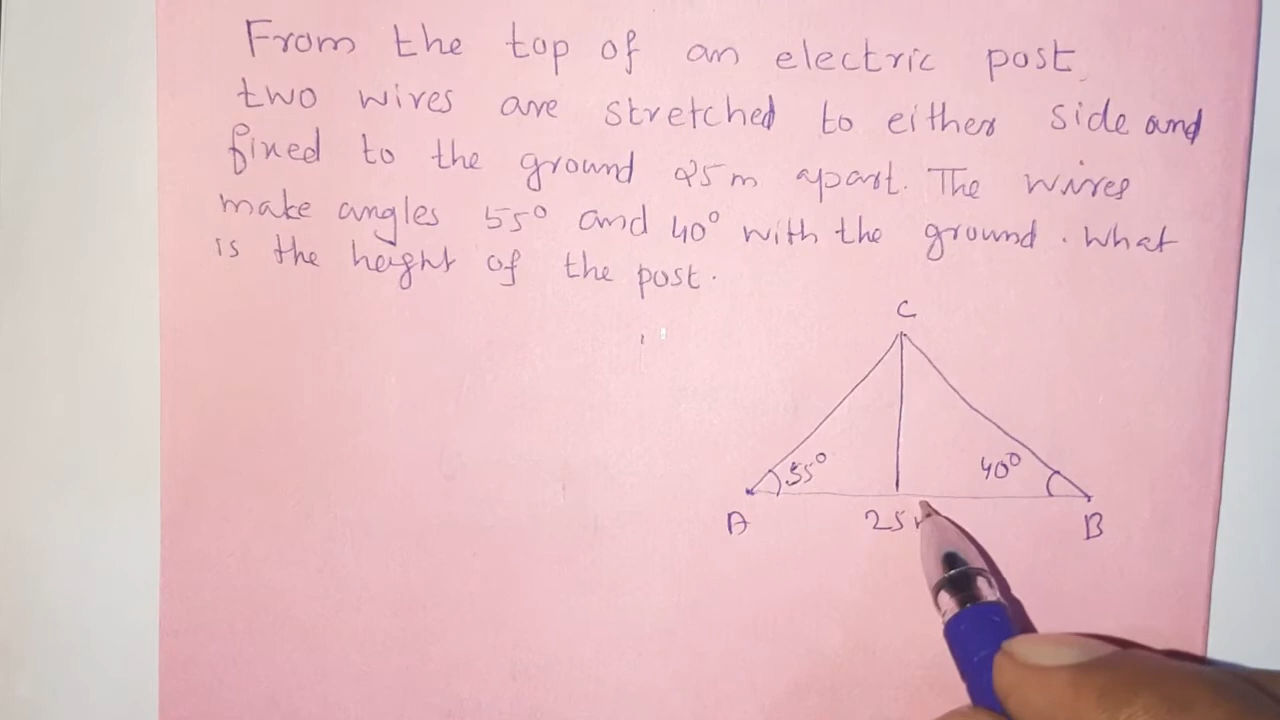 From the top of an electric post,
two wires are stretched to either side and
fixed to the ground 25m apart. The wires
make angles 55° and 40° with the ground. What
is the height of the post.
C
55° 40°
A 25 B